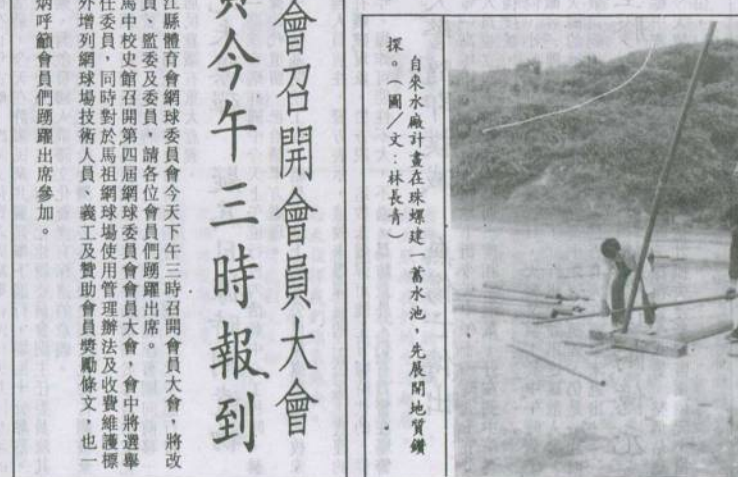 自來水廠計畫在珠螺建一蓄水池，先展開地質鑽
探。（圖／文：林長青）
會召開會員大會
今午三時報到
江縣體育會網球委員會今天下午三時召開會員大會，將改
員、監委及委員，請各位會員們踴躍出席。
馬中校史館召開第四屆網球委員會會員大會，會中將選舉
任委員，同時對於馬祖網球場使用管理辦法及收費維護標
外增列網球場技術人員、義工及贊助會員獎勵條文，也一
炳呼籲會員們踴躍出席參加。